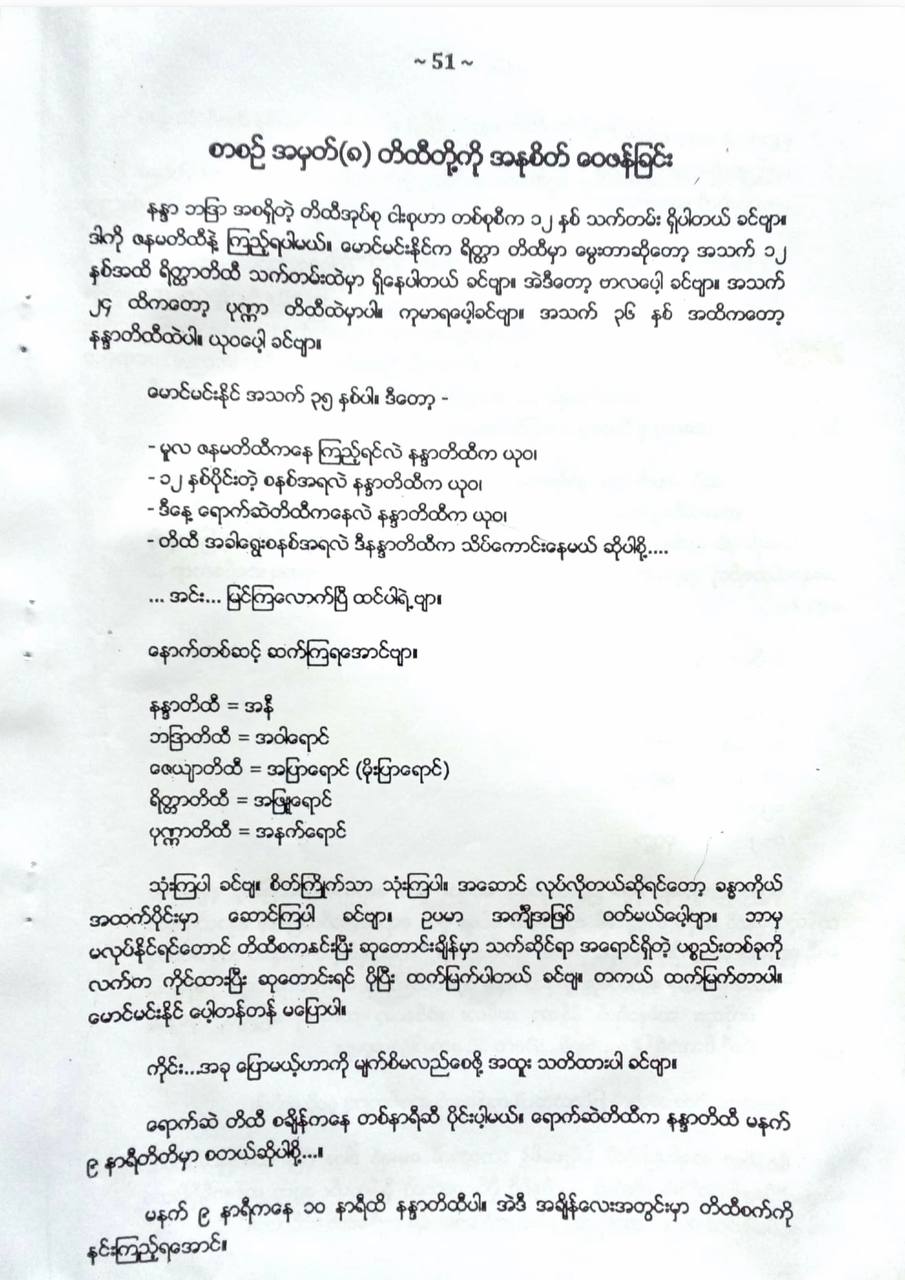 ~ 51 ~
စာစဉ် အမှတ်(၈) တိထီတို့ကို အနုစိတ် ဝေဖန်ခြင်း
နန္ဒာ ဘဒြာ အစရှိတဲ့ တိထီအုပ်စု ငါးစုဟာ တစ်စုစီက ၁၂ နှစ် သက်တမ်း ရှိပါတယ် ခင်ဗျာ။
ဒါကို ဇနမတိထီနဲ့ ကြည့်ရပါမယ်။ မောင်မင်းနိုင်က ရိတ္တာ တိထီမှာ မွေးတာဆိုတော့ အသက် ၁၂
နှစ်အထိ ရိတ္တာတိထီ သက်တမ်းထဲမှာ ရှိနေပါတယ် ခင်ဗျာ။ အဲဒီတော့ ဗာလပေါ့ ခင်ဗျာ။ အသက်
၂၄ ထိကတော့ ပုဏ္ဏာ တိထီထဲမှာပါ။ ကုမာရပေါ့ခင်ဗျာ။ အသက် ၃၆ နှစ် အထိကတော့
နန္ဒာတိထီထဲပါ။ ယုဝပေါ့ ခင်ဗျာ။
မောင်မင်းနိုင် အသက် ၃၅ နှစ်ပါ။ ဒီတော့ -
- မူလ ဇနမတိထီကနေ ကြည့်ရင်လဲ နန္ဒာတိထီက ယုဝ၊
- ၁၂ နှစ်ပိုင်းတဲ့ စနစ်အရလဲ နန္ဒာတိထီက ယုဝ၊
- ဒီနေ့ ရောက်ဆဲတိထီကနေလဲ နန္ဒာတိထီက ယုဝ၊
- တိထီ အခါရွေးစနစ်အရလဲ ဒီနန္ဒာတိထီက သိပ်ကောင်းနေမယ် ဆိုပါစို့....
... အင်း... မြင်ကြလောက်ပြီ ထင်ပါရဲ့ဗျာ။
နောက်တစ်ဆင့် ဆက်ကြရအောင်ဗျာ။
နန္ဒာတိထီ = အနီ
ဘဒြာတိထီ = အဝါရောင်
ဇေယျာတိထီ = အပြာရောင် (မိုးပြာရောင်)
ရိတ္တာတိထီ = အဖြူရောင်
ပုဏ္ဏာတိထီ = အနက်ရောင်
သုံးကြပါ ခင်ဗျ။ စိတ်ကြိုက်သာ သုံးကြပါ။ အဆောင် လုပ်လိုတယ်ဆိုရင်တော့ ခန္ဓာကိုယ်
အထက်ပိုင်းမှာ ဆောင်ကြပါ ခင်ဗျာ။ ဥပမာ အင်္ကျီအဖြစ် ဝတ်မယ်ပေါ့ဗျာ။ ဘာမှ
မလုပ်နိုင်ရင်တောင် တိထီစကနင်းပြီး ဆုတောင်းချိန်မှာ သက်ဆိုင်ရာ အရောင်ရှိတဲ့ ပစ္စည်းတစ်ခုကို
လက်က ကိုင်ထားပြီး ဆုတောင်းရင် ပိုပြီး ထက်မြက်ပါတယ် ခင်ဗျ။ တကယ် ထက်မြက်တာပါ။
မောင်မင်းနိုင် ပေါ့တန်တန် မပြောပါ။
ကိုင်း...အခု ပြောမယ့်ဟာကို မျက်စိမလည်စေဖို့ အထူး သတိထားပါ ခင်ဗျာ။
ရောက်ဆဲ တိထီ စချိန်ကနေ တစ်နာရီဆီ ပိုင်းပါ့မယ်။ ရောက်ဆဲတိထီက နန္ဒာတိထီ မနက်
၉ နာရီတိတိမှာ စတယ်ဆိုပါစို့...။
မနက် ၉ နာရီကနေ ၁၀ နာရီထိ နန္ဒာတိထီပါ။ အဲဒီ အချိန်လေးအတွင်းမှာ တိထီစက်ကို
နင်းကြည့်ရအောင်။